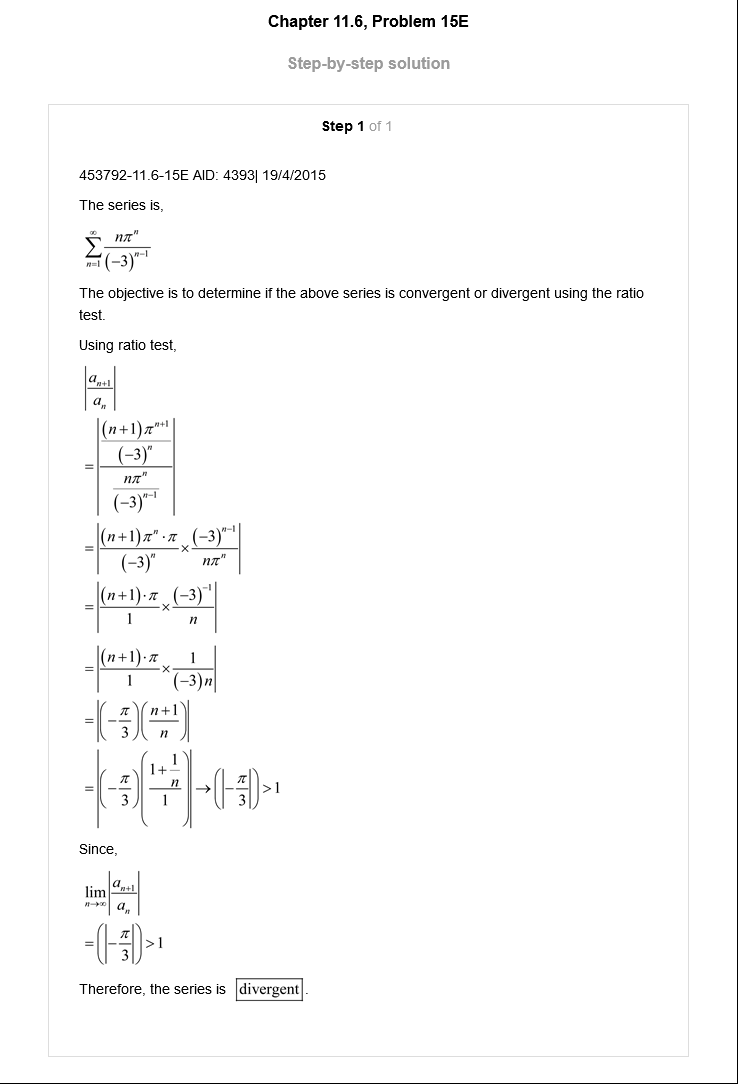 Chapter 11.6, Problem 15E
Step-by-step solution
Step 1 of 1
453792-11.6-15E AID: 4393| 19/4/2015
The series is,
$\sum_{n=1}^{\infty} \frac{n\pi^n}{(-3)^{n-1}}$
The objective is to determine if the above series is convergent or divergent using the ratio
test.
Using ratio test,
$\left|\frac{a_{n+1}}{a_n}\right|$
$=\left|\frac{\frac{(n+1)\pi^{n+1}}{(-3)^n}}{\frac{n\pi^n}{(-3)^{n-1}}}\right|$
$=\left|\frac{(n+1)\pi^n \cdot \pi}{(-3)^n} \times \frac{(-3)^{n-1}}{n\pi^n}\right|$
$=\left|\frac{(n+1)\cdot\pi}{1} \times \frac{(-3)^{-1}}{n}\right|$
$=\left|\frac{(n+1)\cdot\pi}{1} \times \frac{1}{(-3)n}\right|$
$=\left|\left(-\frac{\pi}{3}\right)\left(\frac{n+1}{n}\right)\right|$
$=\left|\left(-\frac{\pi}{3}\right)\left(\frac{1+\frac{1}{n}}{1}\right)\right| \to \left(\left|-\frac{\pi}{3}\right|\right) > 1$
Since,
$\lim_{n\to\infty}\left|\frac{a_{n+1}}{a_n}\right|$
$=\left(\left|-\frac{\pi}{3}\right|\right) > 1$
Therefore, the series is divergent.